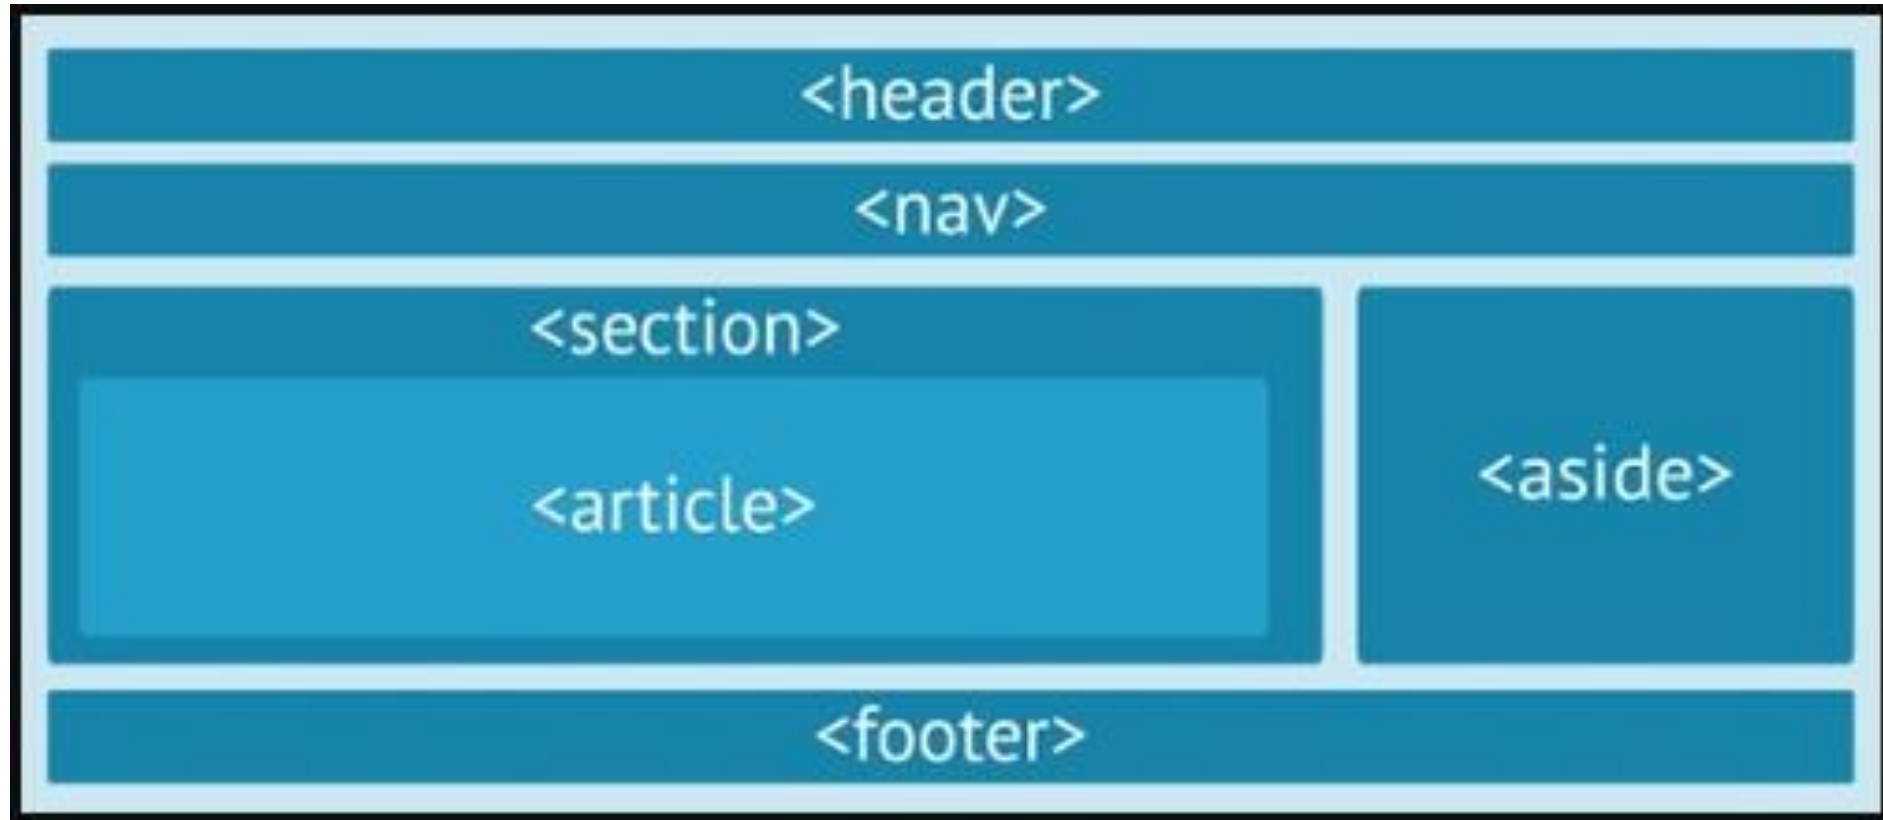 <header>
<nav>
<section>
<article>
<aside>
<footer>